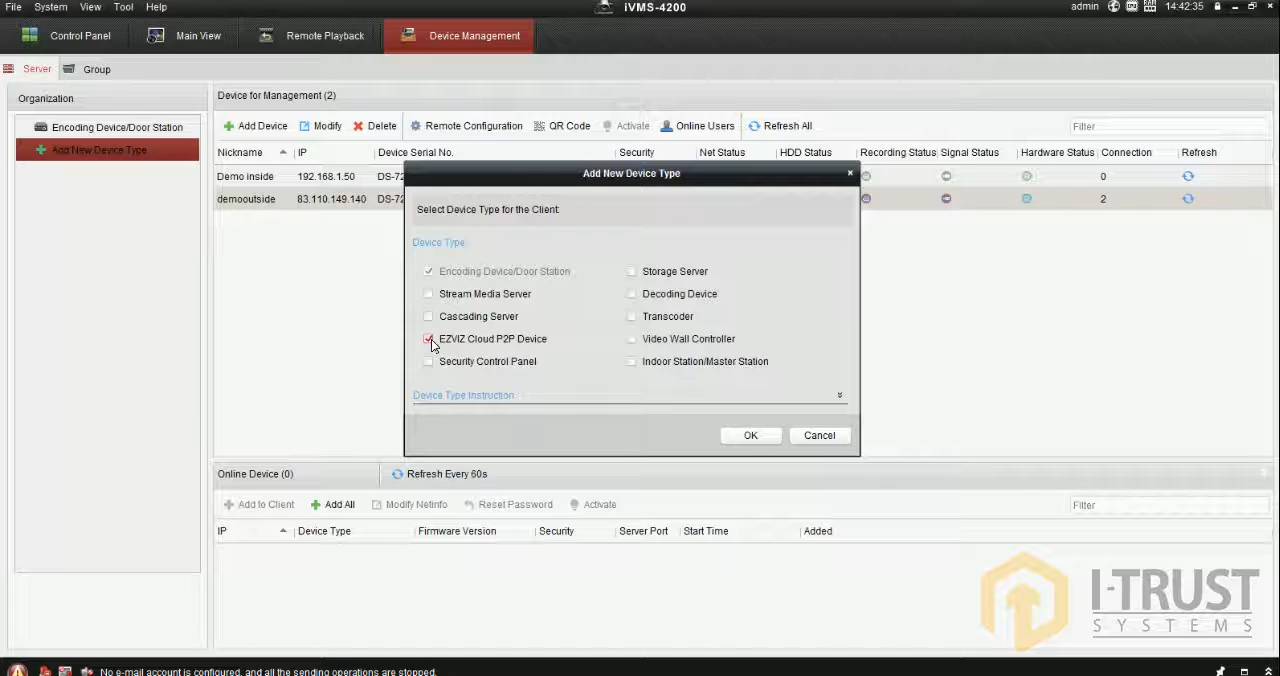 File System View Tool Help iVMS-4200 admin 14:42:35
Control Panel Main View Remote Playback Device Management
Server Group
Organization
Encoding Device/Door Station
Add New Device Type
Device for Management (2)
Add Device Modify Delete Remote Configuration QR Code Activate Online Users Refresh All Filter
Nickname IP Device Serial No. Security Net Status HDD Status Recording Status Signal Status Hardware Status Connection Refresh
Demo inside 192.168.1.50 DS-72 0
demooutside 83.110.149.140 DS-72 2
Add New Device Type
Select Device Type for the Client:
Device Type
Encoding Device/Door Station Storage Server
Stream Media Server Decoding Device
Cascading Server Transcoder
EZVIZ Cloud P2P Device Video Wall Controller
Security Control Panel Indoor Station/Master Station
Device Type Instruction:
OK Cancel
Online Device (0) Refresh Every 60s
Add to Client Add All Modify Netinfo Reset Password Activate Filter
IP Device Type Firmware Version Security Server Port Start Time Added
I-TRUST
SYSTEMS
No e-mail account is configured, and all the sending operations are stopped.